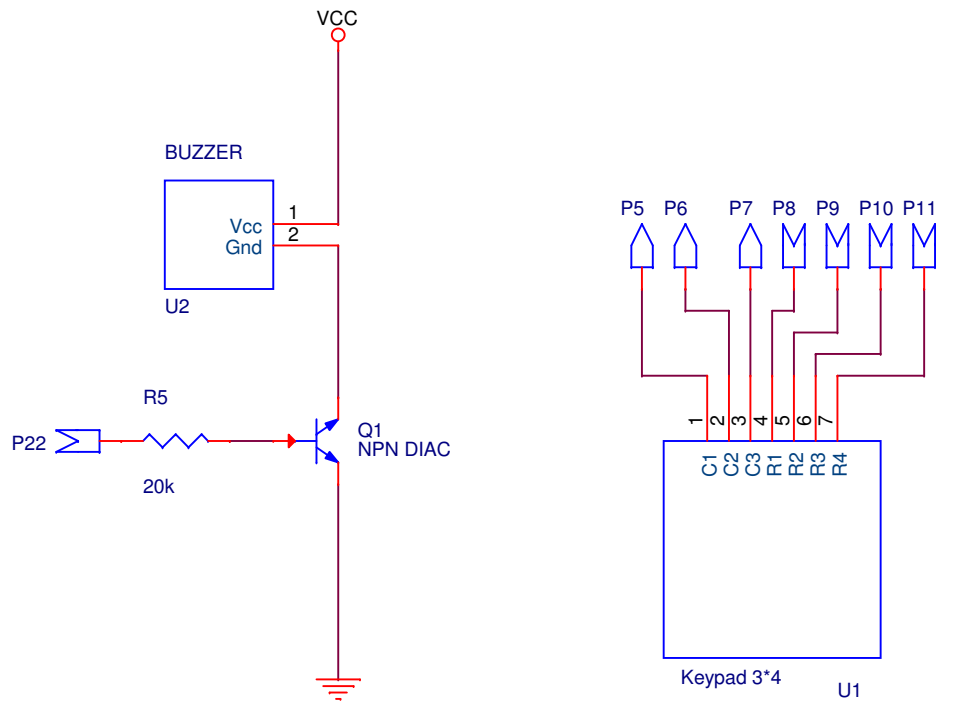 VCC
BUZZER
1
Vcc
2
Gnd
U2
R5
P22
20k
Q1
NPN DIAC
P5 P6 P7 P8 P9 P10 P11
1 2 3 4 5 6 7
C1 C2 C3 R1 R2 R3 R4
Keypad 3*4
U1